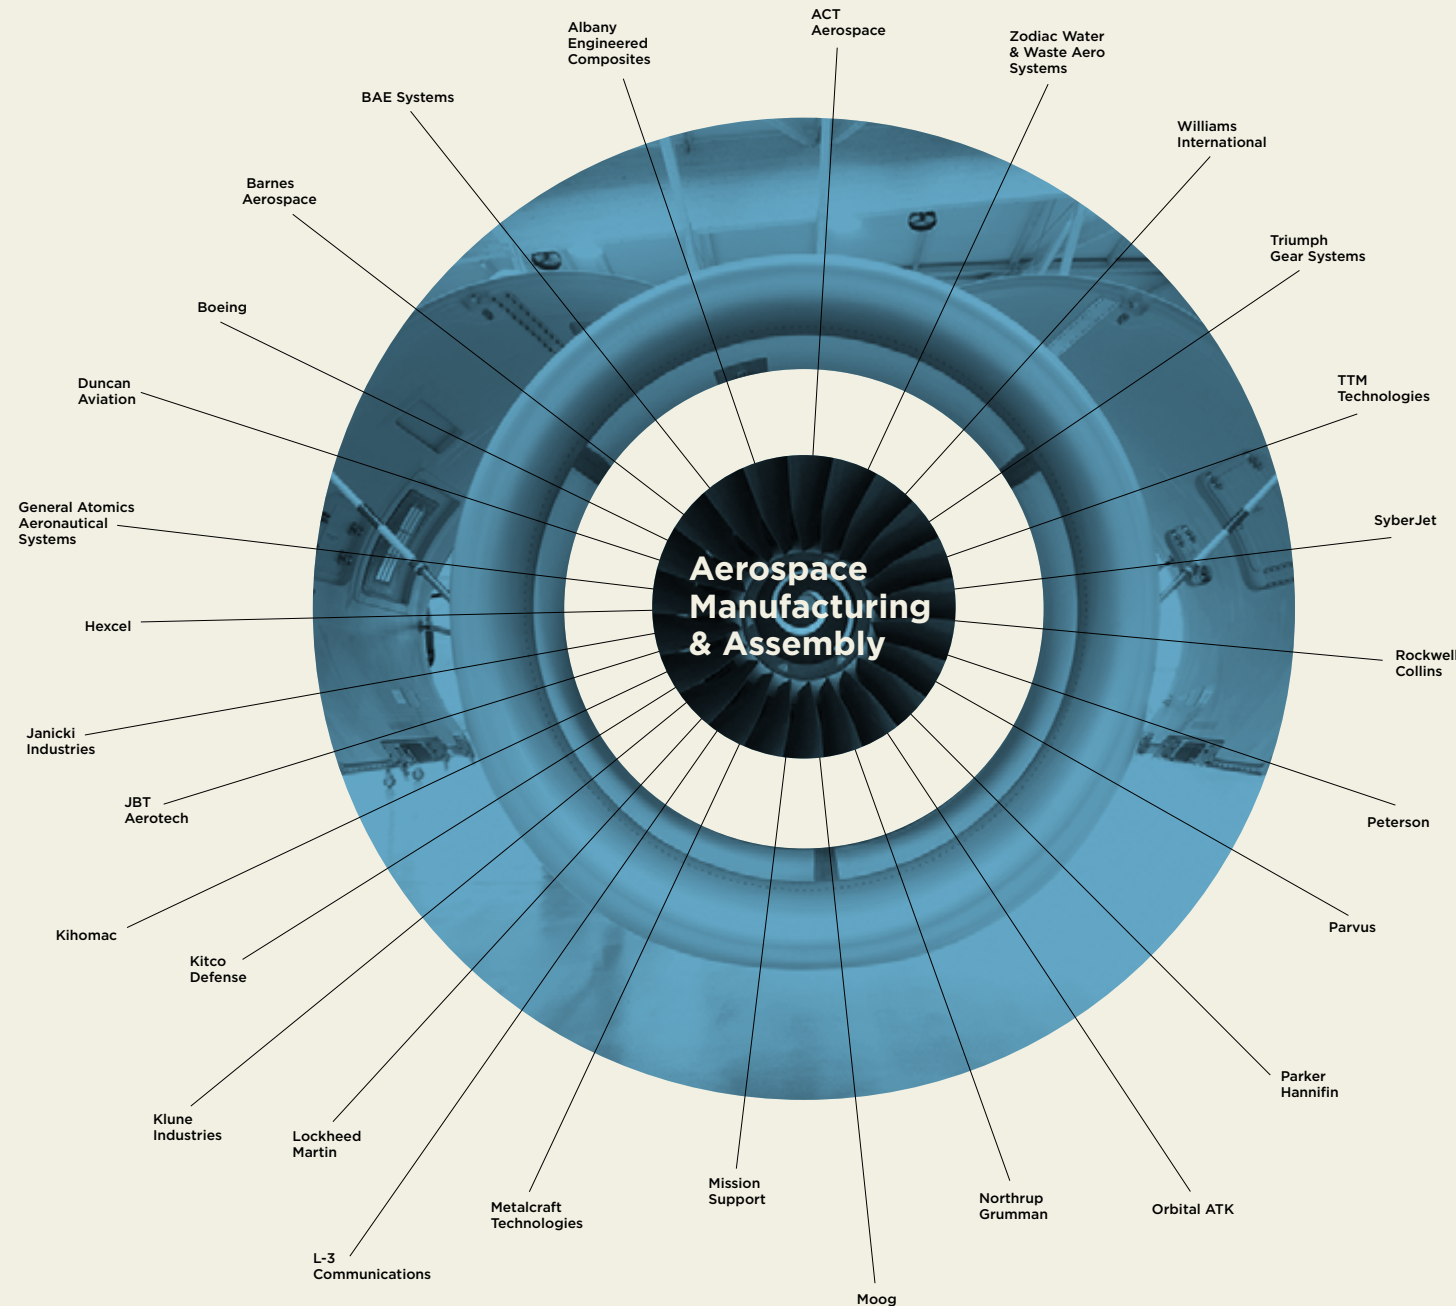 ACT
Aerospace
Zodiac Water
& Waste Aero
Systems
Williams
International
Triumph
Gear Systems
TTM
Technologies
SyberJet
Rockwell
Collins
Peterson
Parvus
Parker
Hannifin
Orbital ATK
Northrup
Grumman
Moog
Mission
Support
Metalcraft
Technologies
L-3
Communications
Lockheed
Martin
Klune
Industries
Kitco
Defense
Kihomac
JBT
Aerotech
Janicki
Industries
Hexcel
General Atomics
Aeronautical
Systems
Duncan
Aviation
Boeing
Barnes
Aerospace
BAE Systems
Albany
Engineered
Composites
Aerospace
Manufacturing
& Assembly